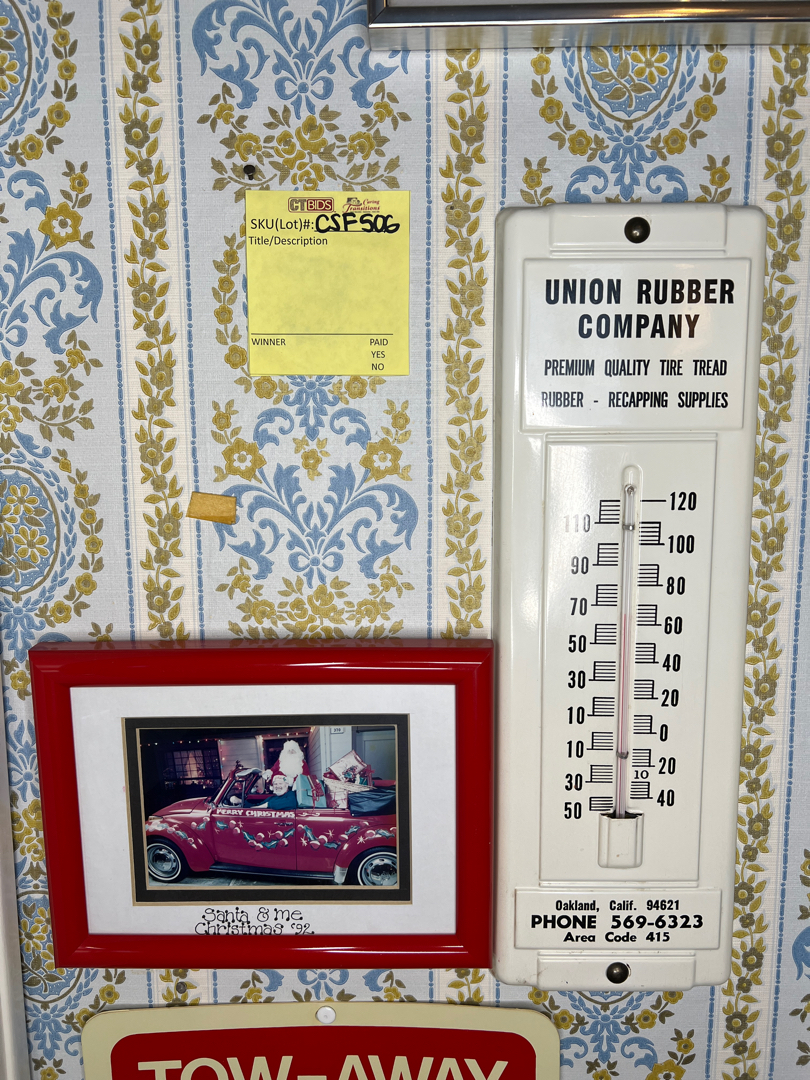 CTBIDS Caring Transitions
SKU(Lot)#: CSF506
Title/Description
WINNER PAID
YES
NO
UNION RUBBER
COMPANY
PREMIUM QUALITY TIRE TREAD
RUBBER - RECAPPING SUPPLIES
120
110
100
90
80
70
60
50
40
30
20
10
0
10
20
30
10
40
50
Oakland, Calif. 94621
PHONE 569-6323
Area Code 415
MERRY CHRISTMAS
Santa & Me
Christmas '92
TOW-AWAY